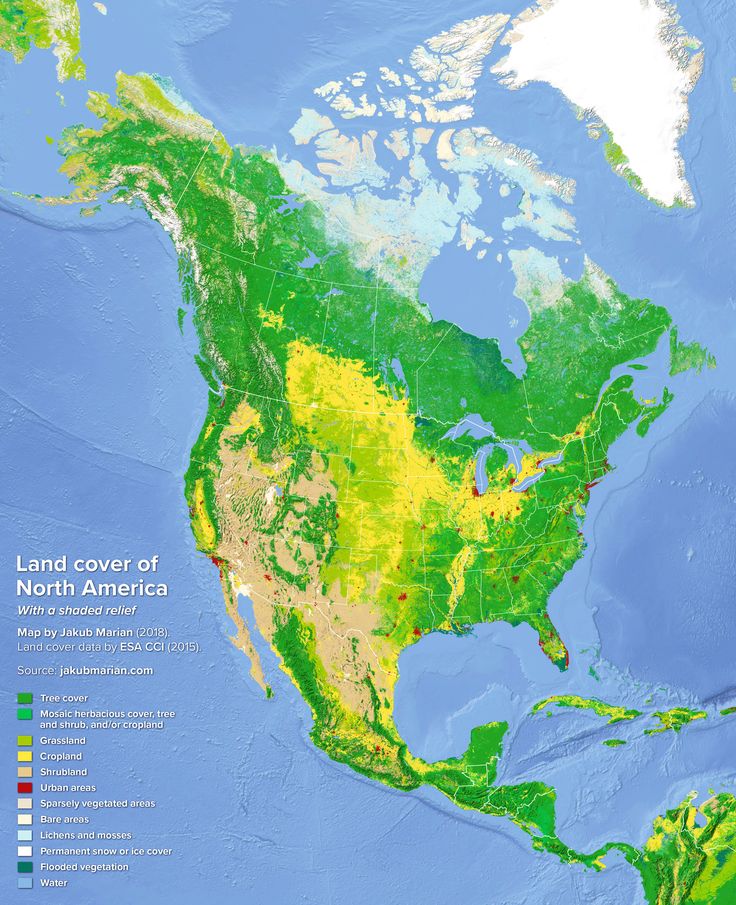 Land cover of
North America
With a shaded relief
Map by Jakub Marian (2018).
Land cover data by ESA CCI (2015).
Source: jakubmarian.com
Tree cover
Mosaic herbacious cover, tree
and shrub, and/or cropland
Grassland
Cropland
Shrubland
Urban areas
Sparsely vegetated areas
Bare areas
Lichens and mosses
Permanent snow or ice cover
Flooded vegetation
Water